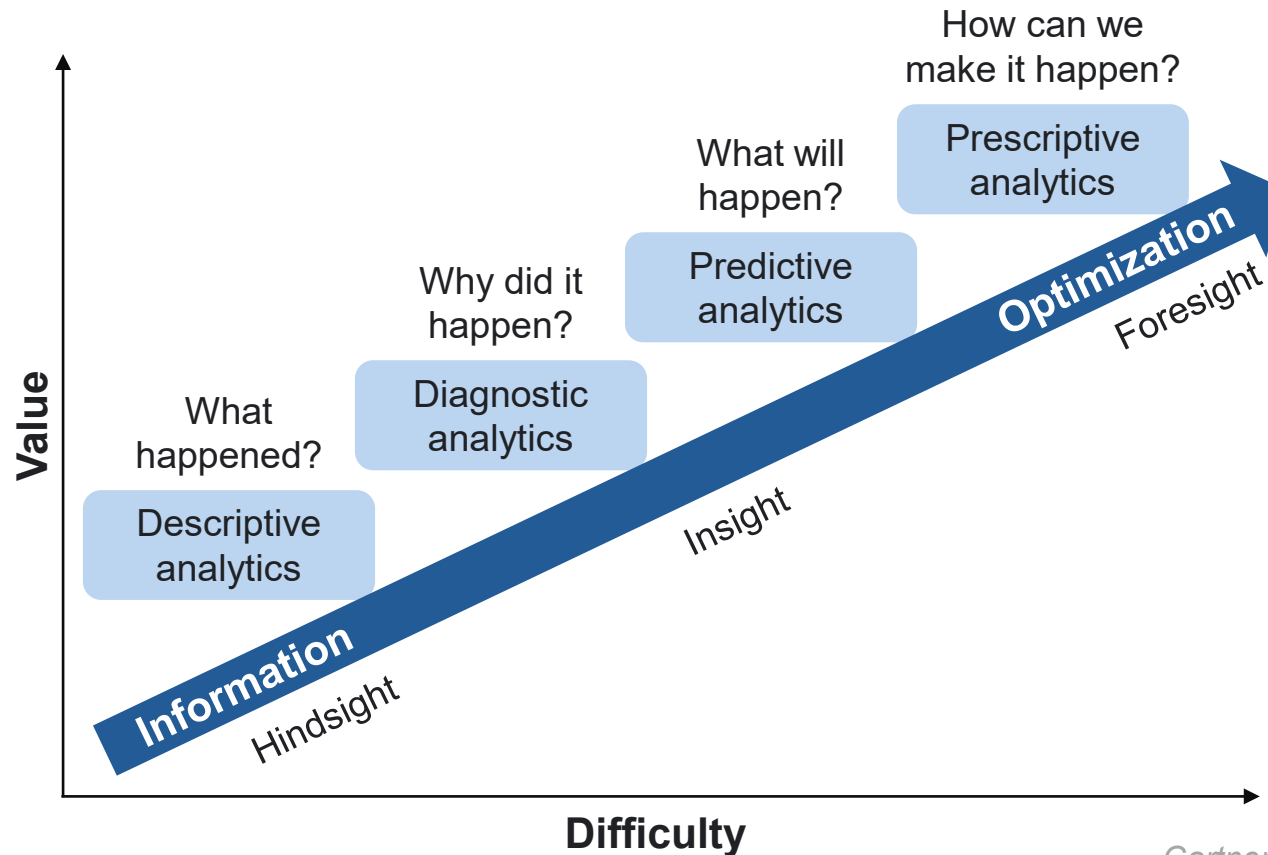 How can we
make it happen?
Prescriptive
analytics
What will
happen?
Predictive
analytics
Why did it
happen?
Diagnostic
analytics
What
happened?
Descriptive
analytics
Value
Information
Optimization
Hindsight
Insight
Foresight
Difficulty